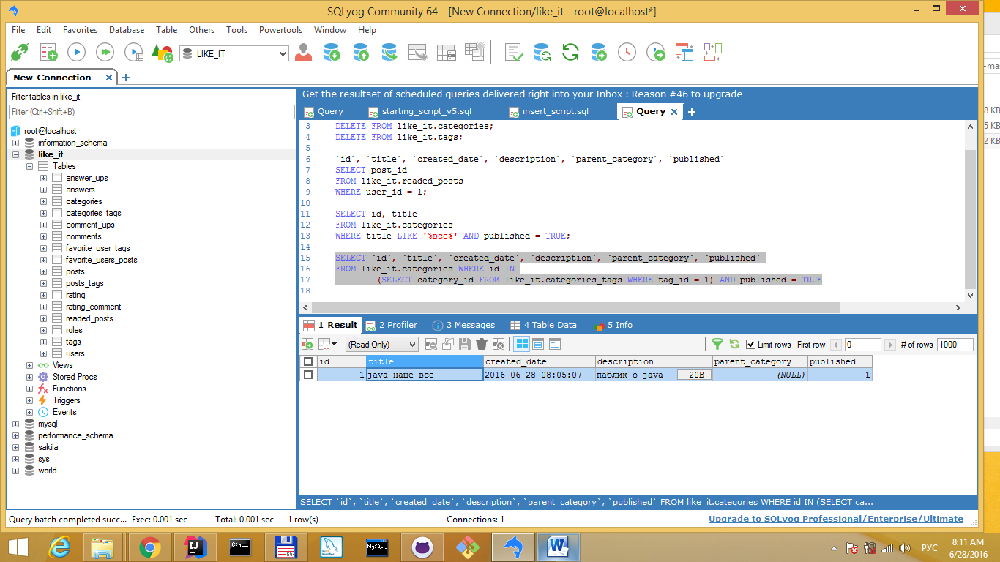 SQLyog Community 64 - [New Connection/like_it - root@localhost*]
File Edit Favorites Database Table Others Tools Powertools Window Help
LIKE_IT
New Connection
Filter tables in like_it
Filter (Ctrl+Shift+B)
root@localhost
information_schema
like_it
Tables
answer_ups
answers
categories
categories_tags
comment_ups
comments
favorite_user_tags
favorite_users_posts
posts
posts_tags
rating
rating_comment
readed_posts
roles
tags
users
Views
Stored Procs
Functions
Triggers
Events
mysql
performance_schema
sakila
sys
world
Get the resultset of scheduled queries delivered right into your Inbox : Reason #46 to upgrade
Query starting_script_v5.sql insert_script.sql Query
3 DELETE FROM like_it.categories;
4 DELETE FROM like_it.tags;
5
6 `id`, `title`, `created_date`, `description`, `parent_category`, `published`
7 SELECT post_id
8 FROM like_it.readed_posts
9 WHERE user_id = 1;
10
11 SELECT id, title
12 FROM like_it.categories
13 WHERE title LIKE '%все%' AND published = TRUE;
14
15 SELECT `id`, `title`, `created_date`, `description`, `parent_category`, `published`
16 FROM like_it.categories WHERE id IN
17 (SELECT category_id FROM like_it.categories_tags WHERE tag_id = 1) AND published = TRUE
18
1 Result 2 Profiler 3 Messages 4 Table Data 5 Info
(Read Only) Limit rows First row 0 # of rows 1000
id title created_date description parent_category published
1 java наше все 2016-06-28 08:05:07 паблик о java 20B (NULL) 1
SELECT `id`, `title`, `created_date`, `description`, `parent_category`, `published` FROM like_it.categories WHERE id IN (SELECT ca...
Query batch completed succ... Exec: 0.001 sec Total: 0.001 sec 1 row(s) Connections: 1 Upgrade to SQLyog Professional/Enterprise/Ultimate
-mas
8 KB
5 KB
2 KB
РУС
8:11 AM
6/28/2016